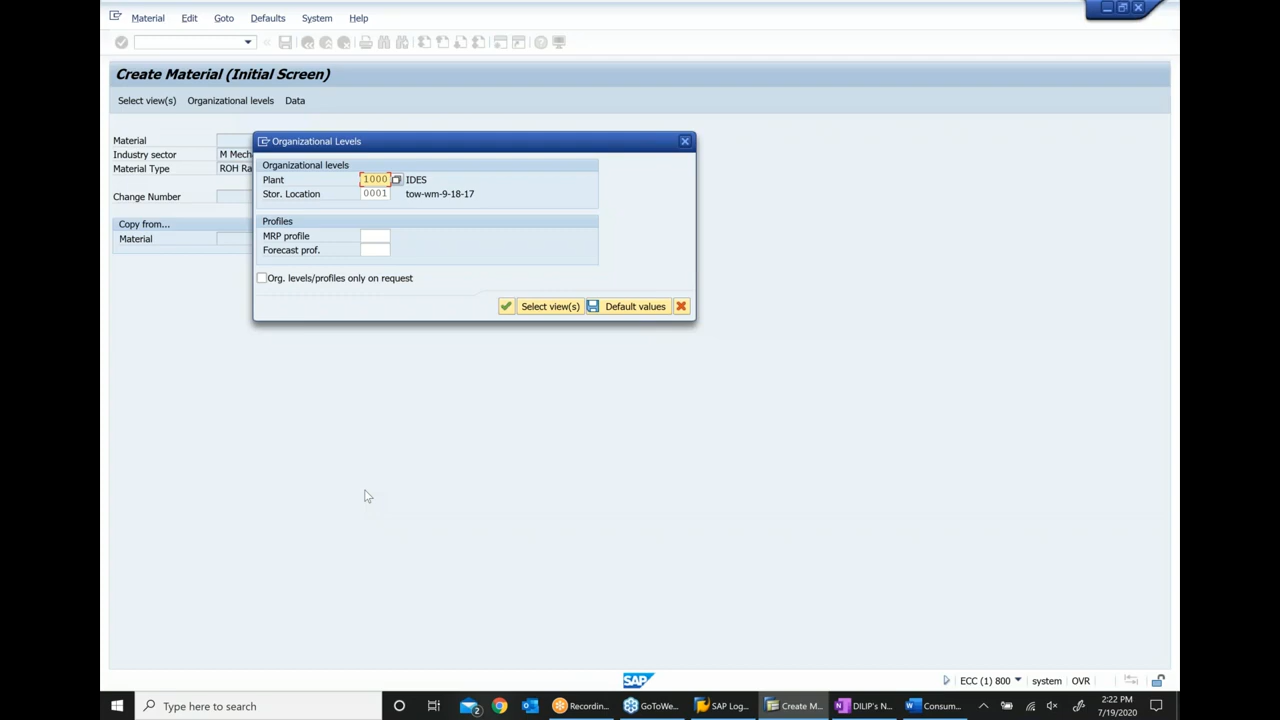 Material Edit Goto Defaults System Help
Create Material (Initial Screen)
Select view(s) Organizational levels Data
Material
Industry sector M Mech
Material Type ROH Ra
Change Number
Copy from...
Material
Organizational Levels
Organizational levels
Plant 1000 IDES
Stor. Location 0001 tow-wm-9-18-17
Profiles
MRP profile
Forecast prof.
Org. levels/profiles only on request
Select view(s) Default values
SAP
ECC (1) 800 system OVR
Type here to search
2
Recordin...
GoToWe...
SAP Log...
Create M...
DILIP's N...
Consum...
2:22 PM
7/19/2020